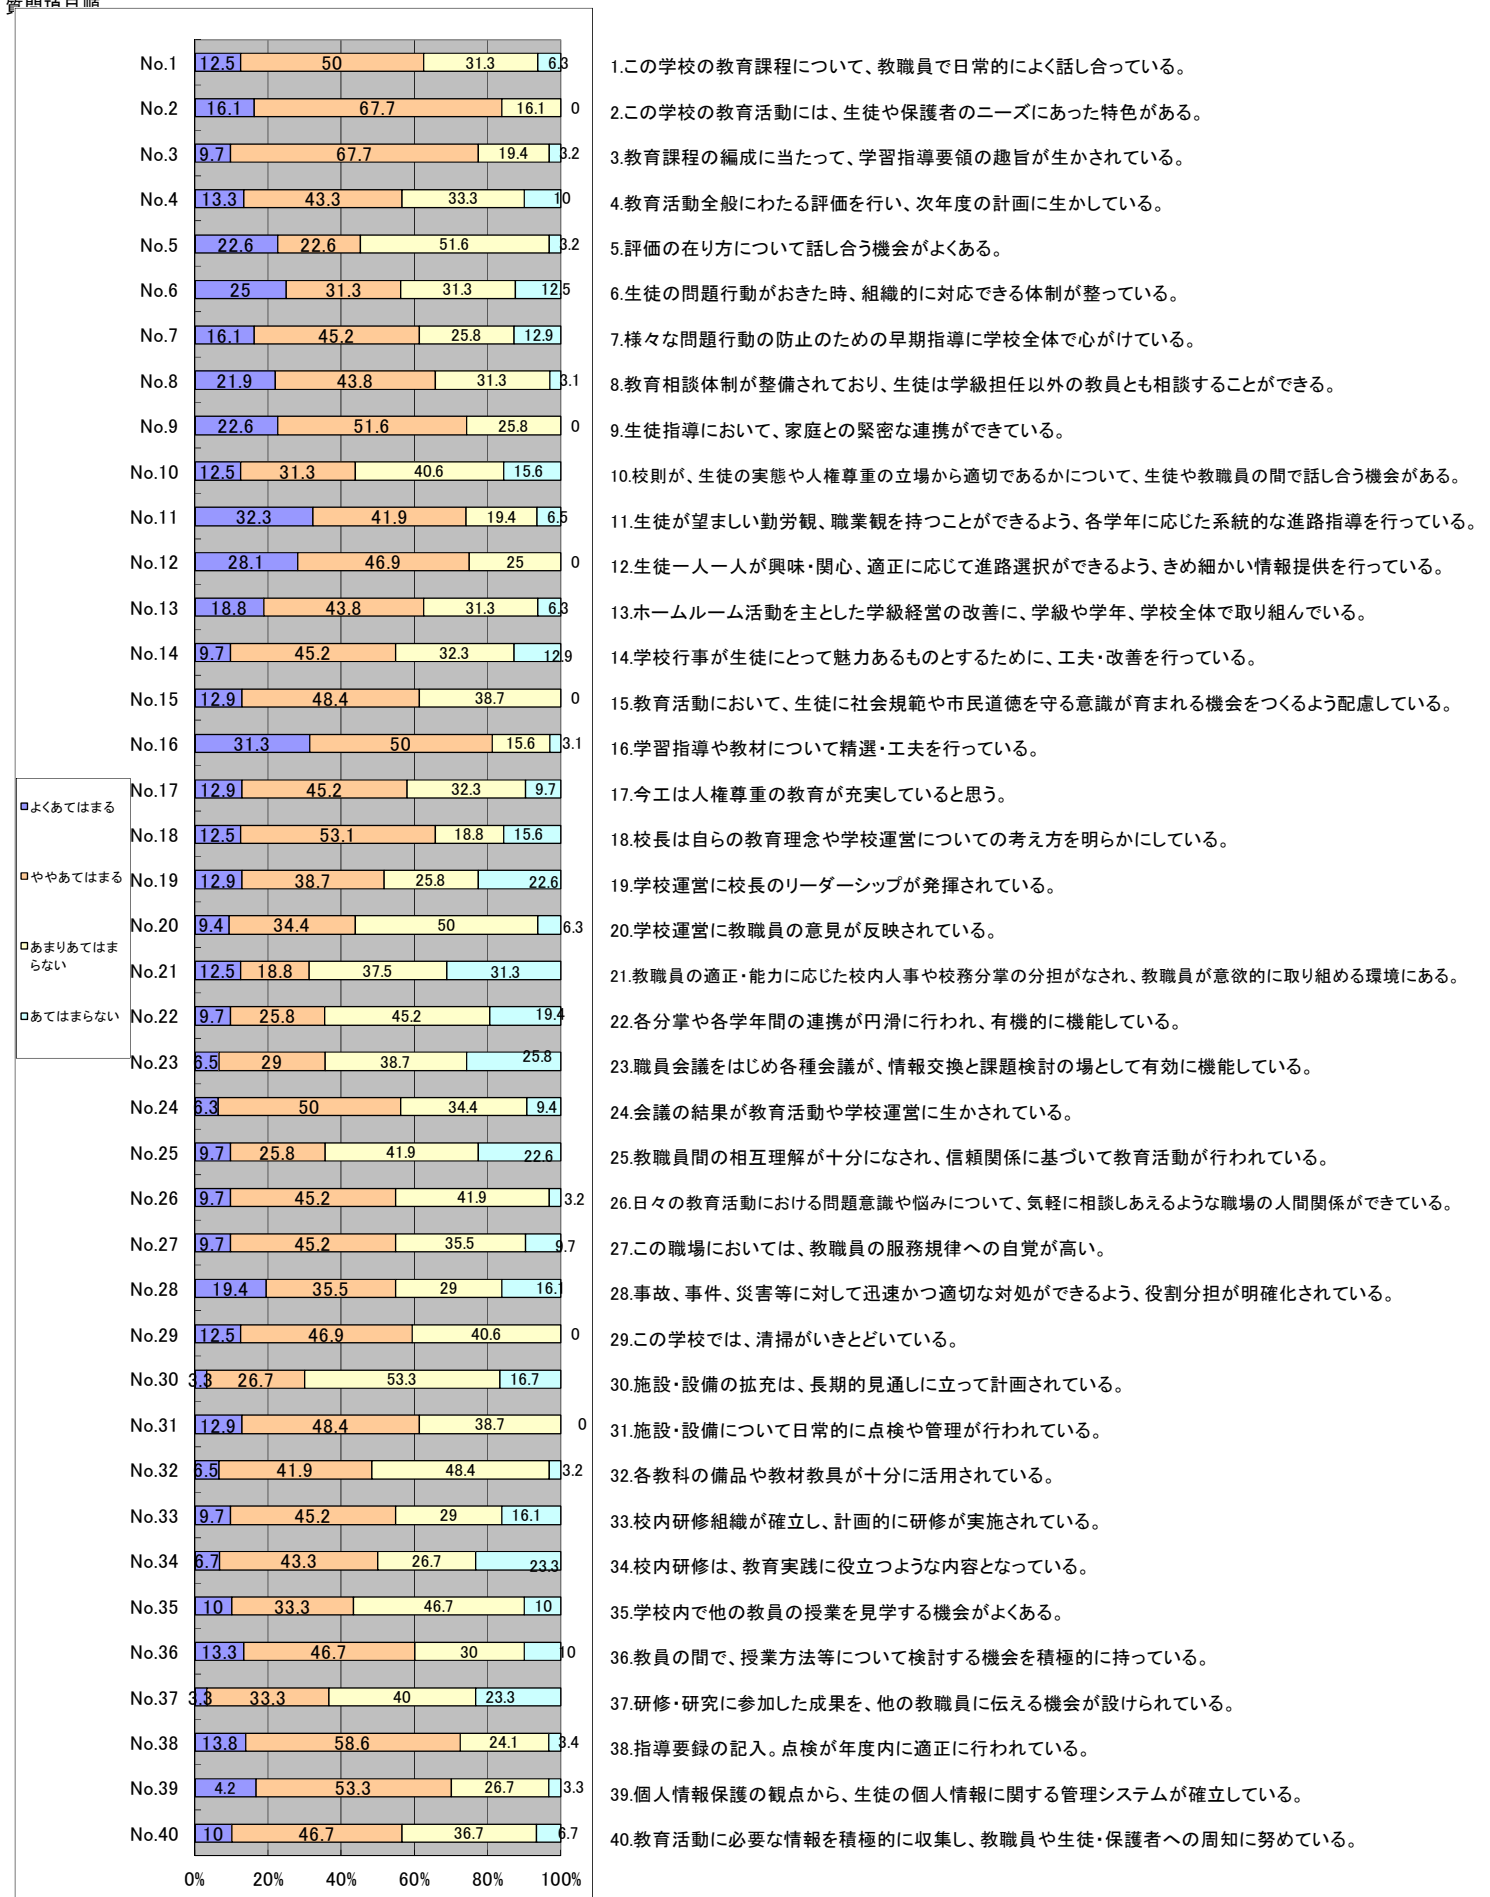 質問項目順
No.1 12.5 50 31.3 6.3 1.この学校の教育課程について、教職員で日常的によく話し合っている。
No.2 16.1 67.7 16.1 0 2.この学校の教育活動には、生徒や保護者のニーズにあった特色がある。
No.3 9.7 67.7 19.4 3.2 3.教育課程の編成に当たって、学習指導要領の趣旨が生かされている。
No.4 13.3 43.3 33.3 10 4.教育活動全般にわたる評価を行い、次年度の計画に生かしている。
No.5 22.6 22.6 51.6 3.2 5.評価の在り方について話し合う機会がよくある。
No.6 25 31.3 31.3 12.5 6.生徒の問題行動がおきた時、組織的に対応できる体制が整っている。
No.7 16.1 45.2 25.8 12.9 7.様々な問題行動の防止のための早期指導に学校全体で心がけている。
No.8 21.9 43.8 31.3 3.1 8.教育相談体制が整備されており、生徒は学級担任以外の教員とも相談することができる。
No.9 22.6 51.6 25.8 0 9.生徒指導において、家庭との緊密な連携ができている。
No.10 12.5 31.3 40.6 15.6 10.校則が、生徒の実態や人権尊重の立場から適切であるかについて、生徒や教職員の間で話し合う機会がある。
No.11 32.3 41.9 19.4 6.5 11.生徒が望ましい勤労観、職業観を持つことができるよう、各学年に応じた系統的な進路指導を行っている。
No.12 28.1 46.9 25 0 12.生徒一人一人が興味・関心、適正に応じて進路選択ができるよう、きめ細かい情報提供を行っている。
No.13 18.8 43.8 31.3 6.3 13.ホームルーム活動を主とした学級経営の改善に、学級や学年、学校全体で取り組んでいる。
No.14 9.7 45.2 32.3 12.9 14.学校行事が生徒にとって魅力あるものとするために、工夫・改善を行っている。
No.15 12.9 48.4 38.7 0 15.教育活動において、生徒に社会規範や市民道徳を守る意識が育まれる機会をつくるよう配慮している。
No.16 31.3 50 15.6 3.1 16.学習指導や教材について精選・工夫を行っている。
No.17 12.9 45.2 32.3 9.7 17.今工は人権尊重の教育が充実していると思う。
よくあてはまる
No.18 12.5 53.1 18.8 15.6 18.校長は自らの教育理念や学校運営についての考え方を明らかにしている。
ややあてはまる
No.19 12.9 38.7 25.8 22.6 19.学校運営に校長のリーダーシップが発揮されている。
No.20 9.4 34.4 50 6.3 20.学校運営に教職員の意見が反映されている。
あまりあてはま
らない
No.21 12.5 18.8 37.5 31.3 21.教職員の適正・能力に応じた校内人事や校務分掌の分担がなされ、教職員が意欲的に取り組める環境にある。
あてはまらない
No.22 9.7 25.8 45.2 19.4 22.各分掌や各学年間の連携が円滑に行われ、有機的に機能している。
No.23 6.5 29 38.7 25.8 23.職員会議をはじめ各種会議が、情報交換と課題検討の場として有効に機能している。
No.24 6.3 50 34.4 9.4 24.会議の結果が教育活動や学校運営に生かされている。
No.25 9.7 25.8 41.9 22.6 25.教職員間の相互理解が十分になされ、信頼関係に基づいて教育活動が行われている。
No.26 9.7 45.2 41.9 3.2 26.日々の教育活動における問題意識や悩みについて、気軽に相談しあえるような職場の人間関係ができている。
No.27 9.7 45.2 35.5 9.7 27.この職場においては、教職員の服務規律への自覚が高い。
No.28 19.4 35.5 29 16.1 28.事故、事件、災害等に対して迅速かつ適切な対処ができるよう、役割分担が明確化されている。
No.29 12.5 46.9 40.6 0 29.この学校では、清掃がいきとどいている。
No.30 3.3 26.7 53.3 16.7 30.施設・設備の拡充は、長期的見通しに立って計画されている。
No.31 12.9 48.4 38.7 0 31.施設・設備について日常的に点検や管理が行われている。
No.32 6.5 41.9 48.4 3.2 32.各教科の備品や教材教具が十分に活用されている。
No.33 9.7 45.2 29 16.1 33.校内研修組織が確立し、計画的に研修が実施されている。
No.34 6.7 43.3 26.7 23.3 34.校内研修は、教育実践に役立つような内容となっている。
No.35 10 33.3 46.7 10 35.学校内で他の教員の授業を見学する機会がよくある。
No.36 13.3 46.7 30 10 36.教員の間で、授業方法等について検討する機会を積極的に持っている。
No.37 3.3 33.3 40 23.3 37.研修・研究に参加した成果を、他の教職員に伝える機会が設けられている。
No.38 13.8 58.6 24.1 3.4 38.指導要録の記入。点検が年度内に適正に行われている。
No.39 4.2 53.3 26.7 3.3 39.個人情報保護の観点から、生徒の個人情報に関する管理システムが確立している。
No.40 10 46.7 36.7 6.7 40.教育活動に必要な情報を積極的に収集し、教職員や生徒・保護者への周知に努めている。
0% 20% 40% 60% 80% 100%